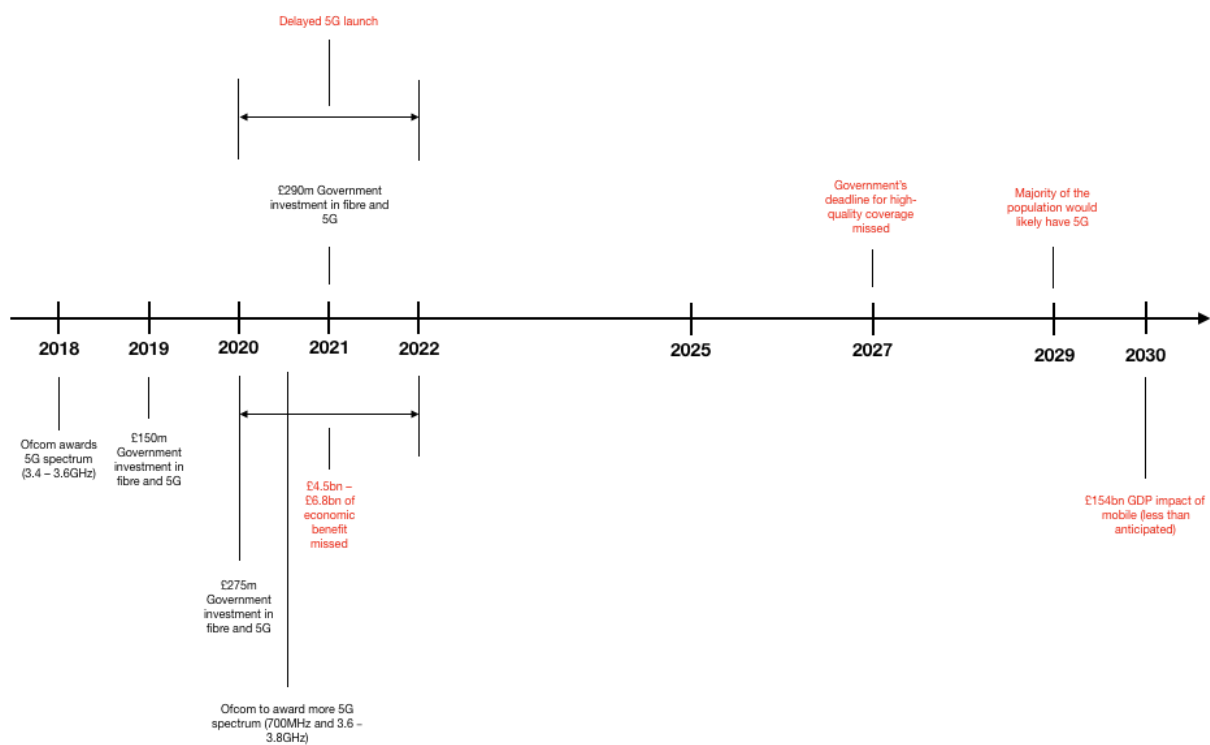 Delayed 5G launch
£290m Government
investment in fibre and
5G
Government's
deadline for high-
quality coverage
missed
Majority of the
population would
likely have 5G
2018
2019
2020
2021
2022
2025
2027
2029
2030
Ofcom awards
5G spectrum
(3.4 – 3.6GHz)
£150m
Government
investment in
fibre and 5G
£4.5bn –
£6.8bn of
economic
benefit
missed
£154bn GDP impact of
mobile (less than
anticipated)
£275m
Government
investment in
fibre and 5G
Ofcom to award more 5G
spectrum (700MHz and 3.6 –
3.8GHz)